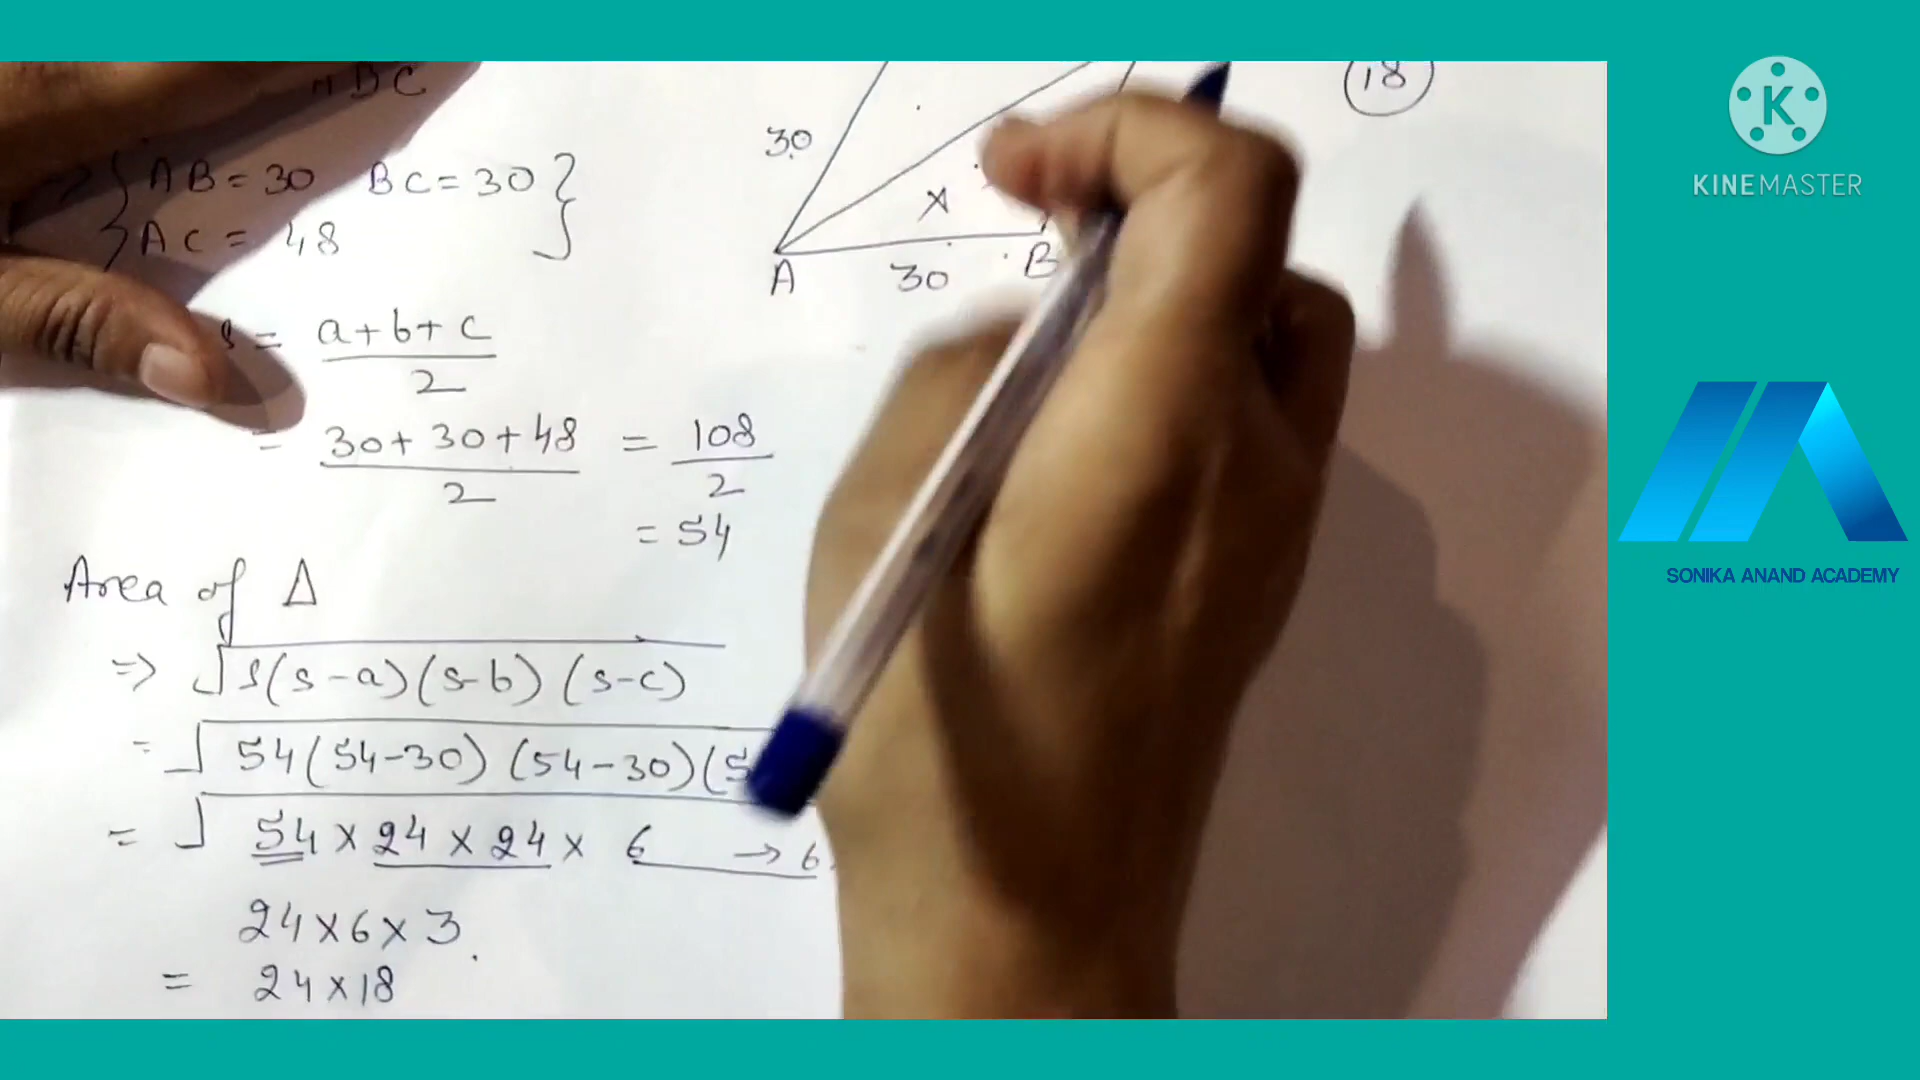 BC
AB = 30 BC = 30
AC = 48
s = a+b+c
2
= 30+30+48 = 108
2 2
= 54
Area of Δ
=> √s(s-a)(s-b)(s-c)
= √54(54-30)(54-30)(5
= √54 × 24 × 24 × 6 → 6
24×6×3
= 24×18
18
30
X
A 30 B
K
KINEMASTER
SONIKA ANAND ACADEMY